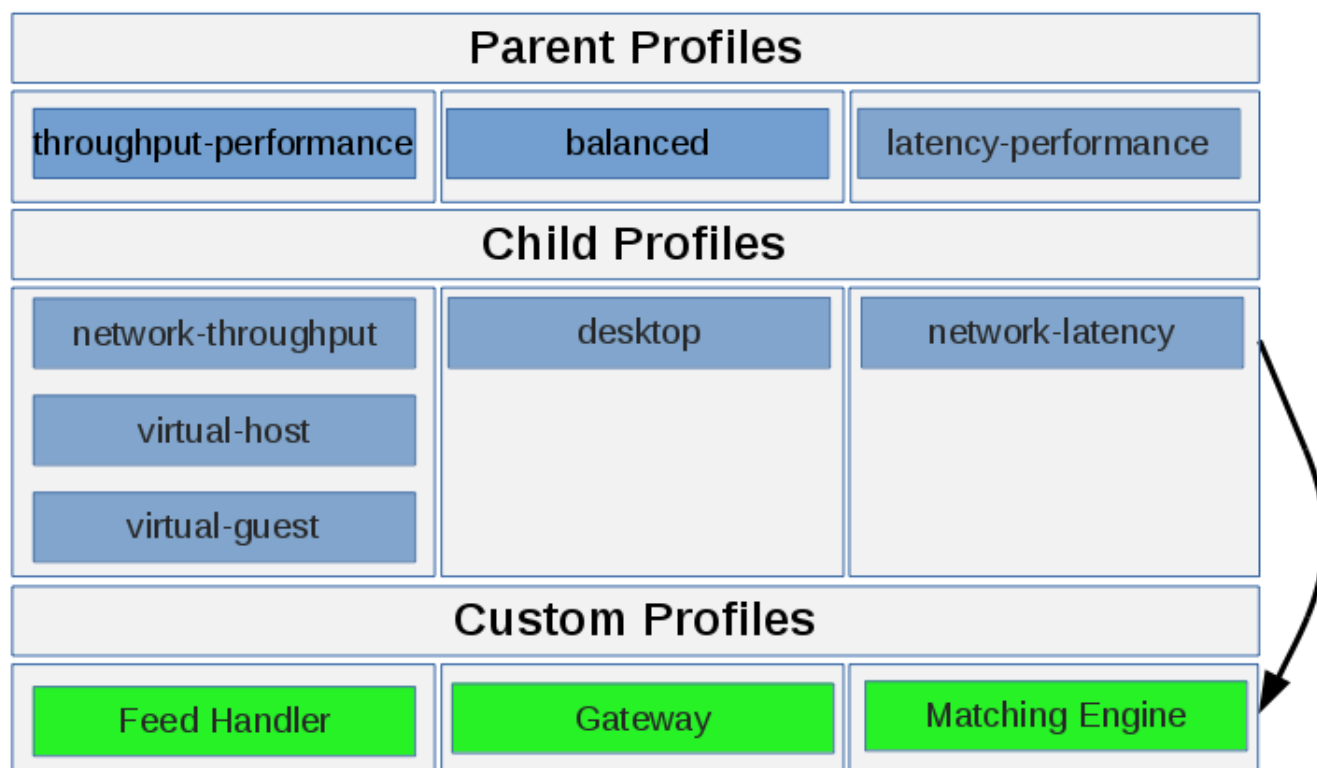 Parent Profiles
throughput-performance
balanced
latency-performance
Child Profiles
network-throughput
desktop
network-latency
virtual-host
virtual-guest
Custom Profiles
Feed Handler
Gateway
Matching Engine